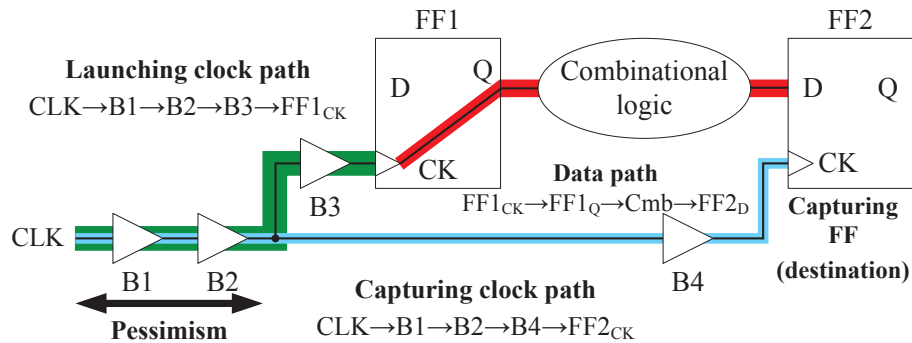 FF1
FF2
Launching clock path
CLK→B1→B2→B3→FF1CK
D
Q
CK
Combinational
logic
D
Q
CK
B3
Data path
FF1CK→FF1Q→Cmb→FF2D
Capturing
FF
(destination)
CLK
B1
B2
B4
Pessimism
Capturing clock path
CLK→B1→B2→B4→FF2CK